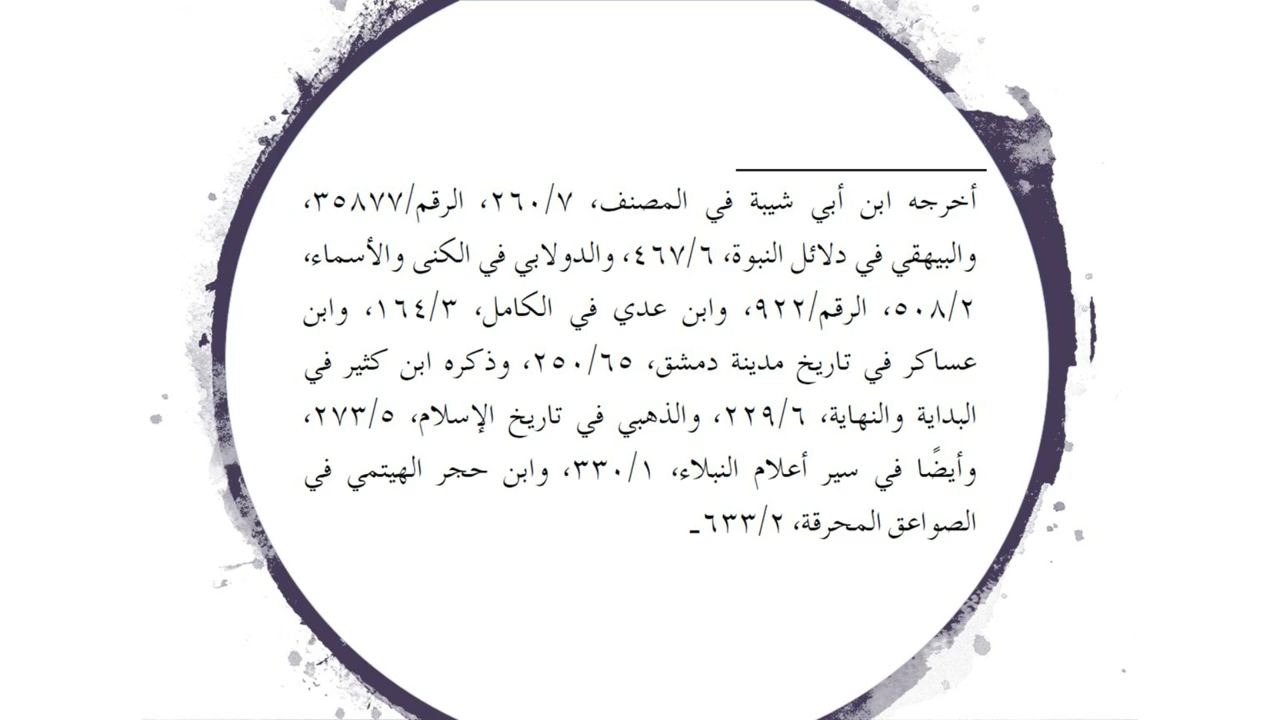 أخرجه ابن أبي شيبة في المصنف، ٢٦٠/٧، الرقم/٣٥٨٧٧،
والبيهقي في دلائل النبوة، ٤٦٧/٦، والدولابي في الكنى والأسماء،
٥٠٨/٢، الرقم/٩٢٢، وابن عدي في الكامل، ١٦٤/٣، وابن
عساكر في تاريخ مدينة دمشق، ٢٥٠/٦٥، وذكره ابن كثير في
البداية والنهاية، ٢٢٩/٦، والذهبي في تاريخ الإسلام، ٢٧٣/٥،
وأيضًا في سير أعلام النبلاء، ٣٣٠/١، وابن حجر الهيتمي في
الصواعق المحرقة، ٦٣٣/٢ـ